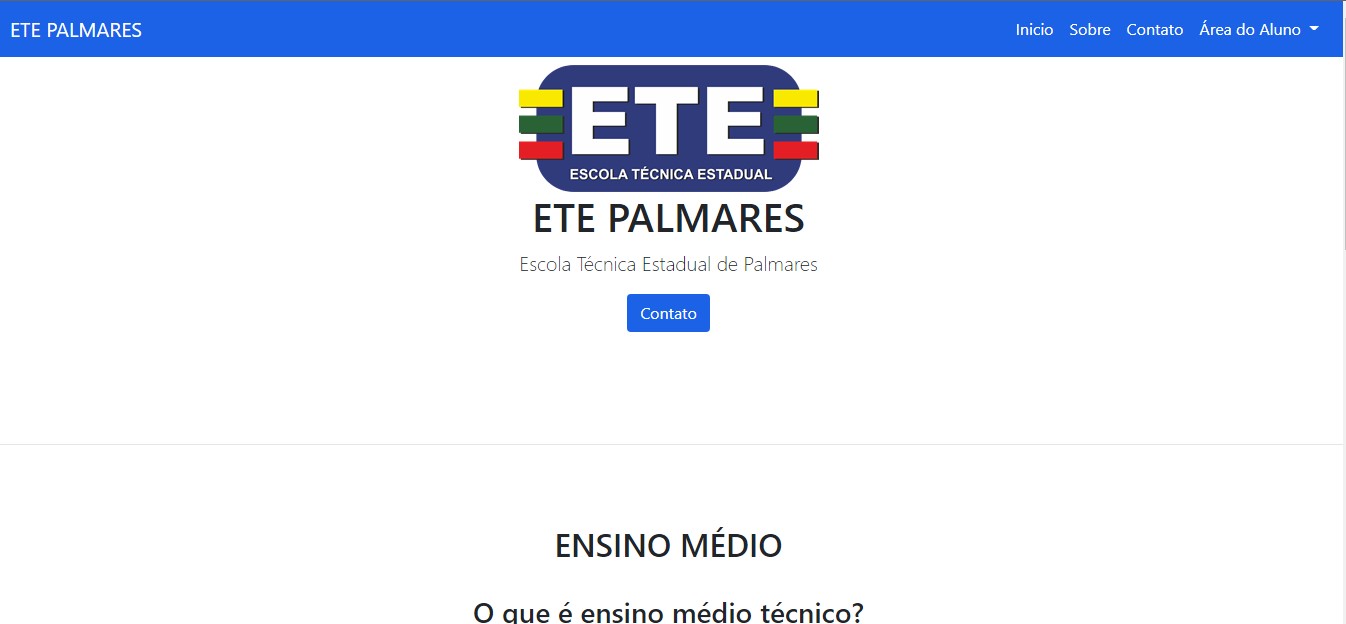 ETE PALMARES
Inicio Sobre Contato Área do Aluno
ETE
ESCOLA TÉCNICA ESTADUAL
ETE PALMARES
Escola Técnica Estadual de Palmares
Contato
ENSINO MÉDIO
O que é ensino médio técnico?